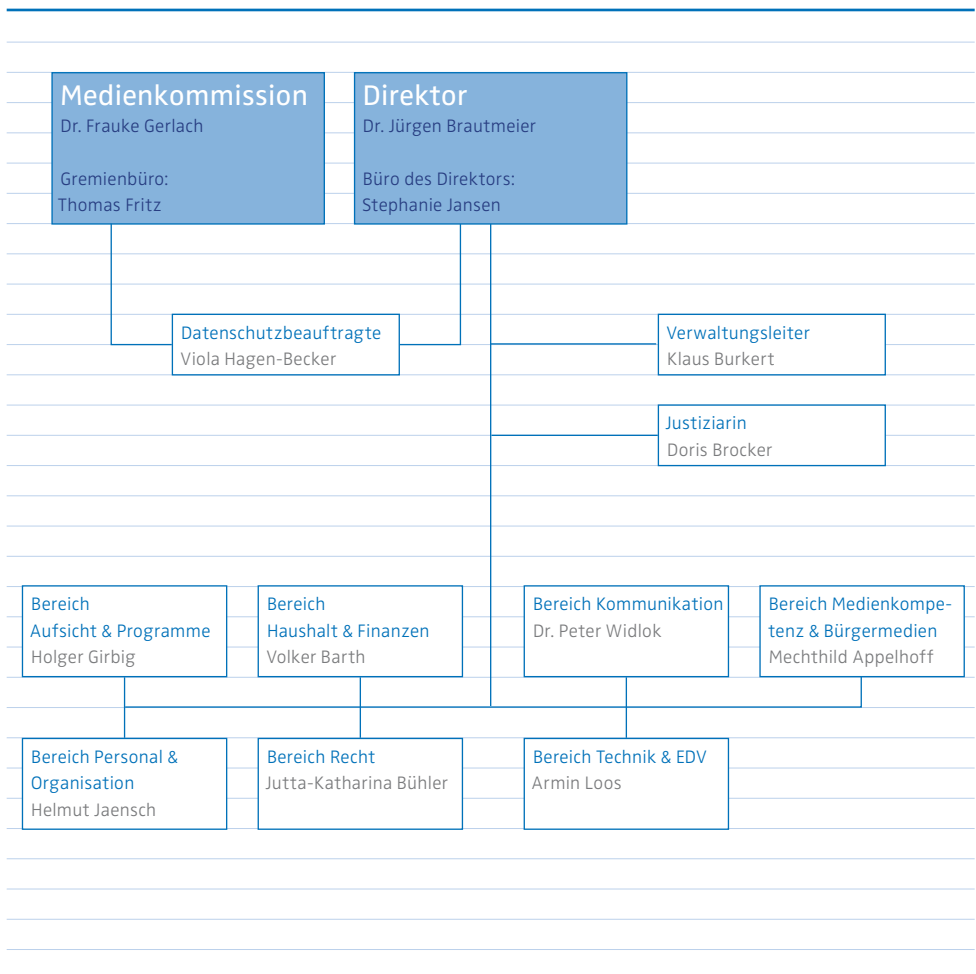 Medienkommission
Dr. Frauke Gerlach
Gremienbüro:
Thomas Fritz
Direktor
Dr. Jürgen Brautmeier
Büro des Direktors:
Stephanie Jansen
Datenschutzbeauftragte
Viola Hagen-Becker
Verwaltungsleiter
Klaus Burkert
Justiziarin
Doris Brocker
Bereich
Aufsicht & Programme
Holger Girbig
Bereich
Haushalt & Finanzen
Volker Barth
Bereich Kommunikation
Dr. Peter Widlok
Bereich Medienkompe-
tenz & Bürgermedien
Mechthild Appelhoff
Bereich Personal &
Organisation
Helmut Jaensch
Bereich Recht
Jutta-Katharina Bühler
Bereich Technik & EDV
Armin Loos